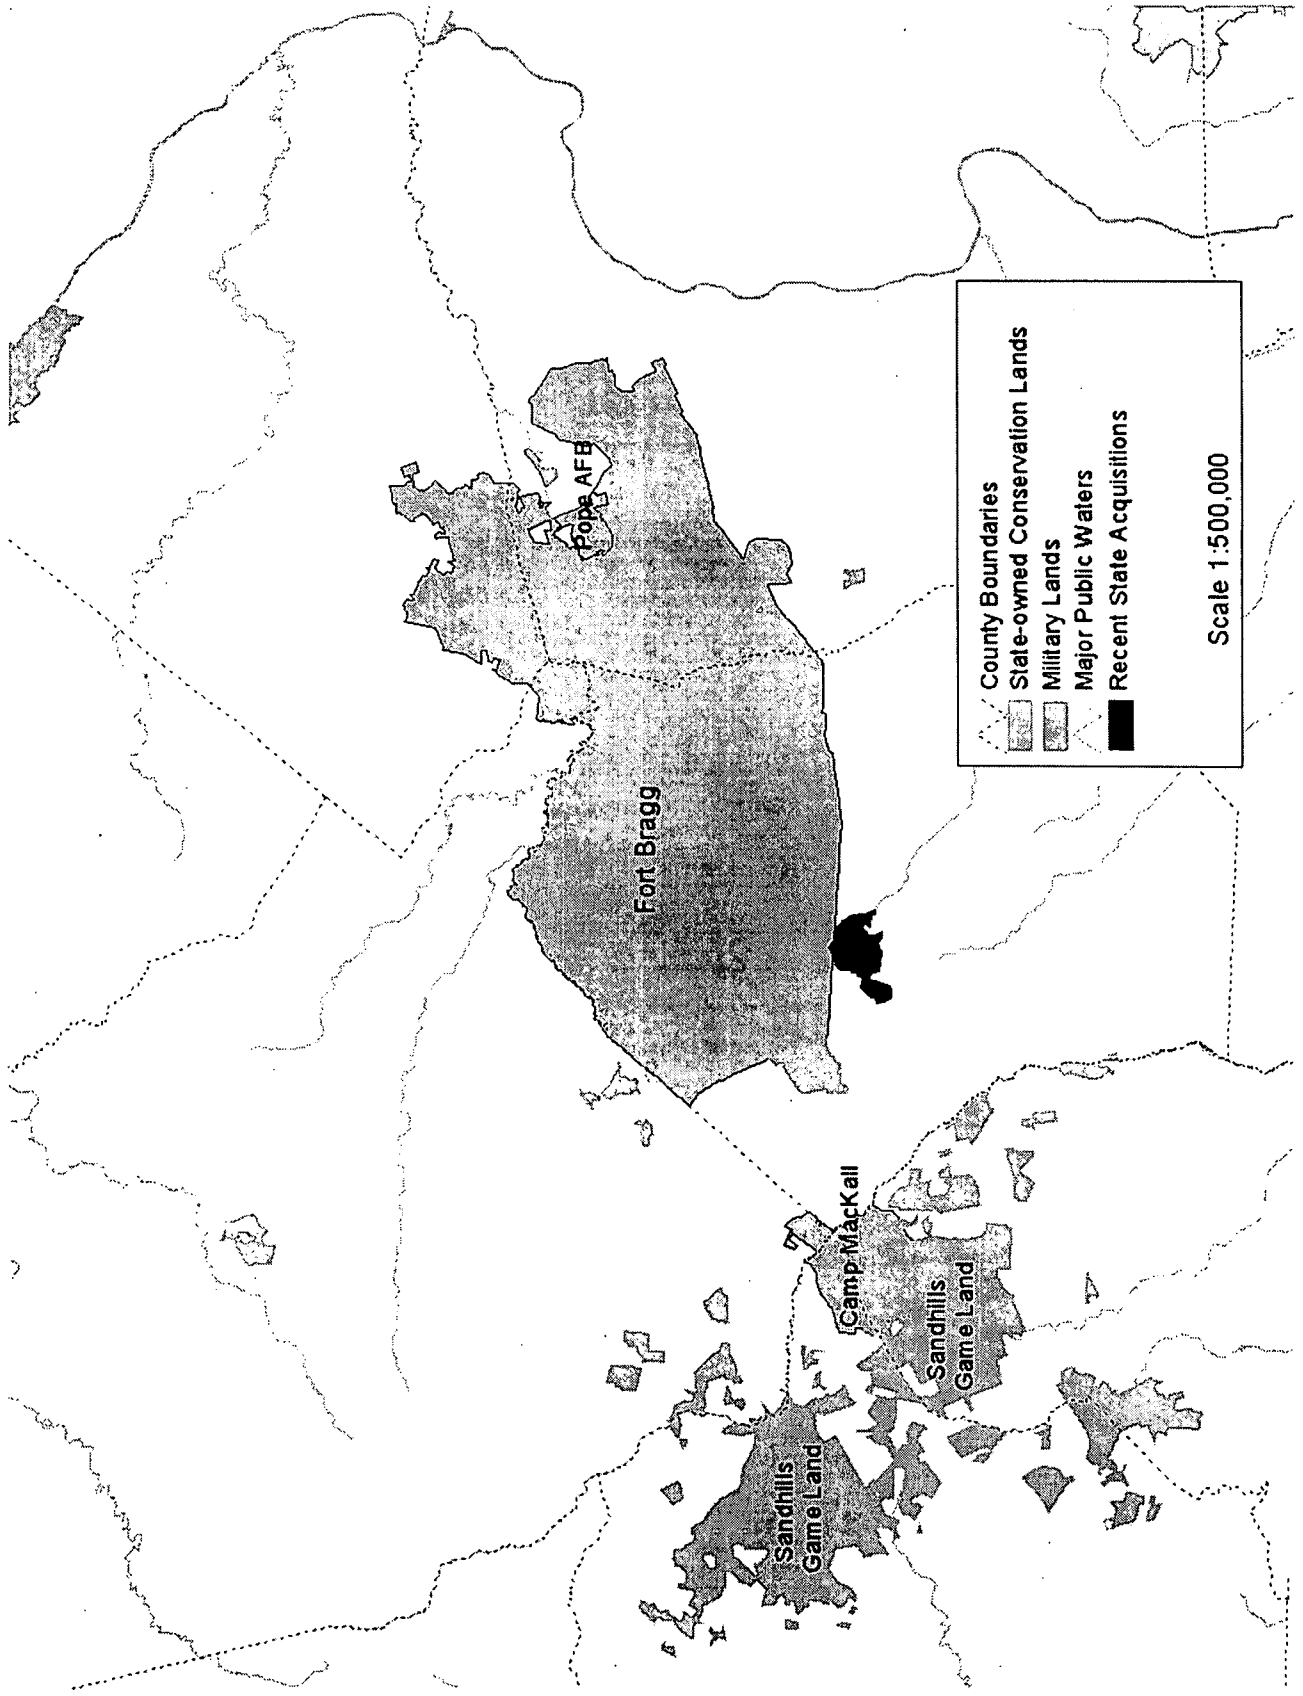 Pope AFB
Fort Bragg
Camp MacKall
Sandhills
Game Land
Sandhills
Game Land
County Boundaries
State-owned Conservation Lands
Military Lands
Major Public Waters
Recent State Acquisitions
Scale 1:500,000